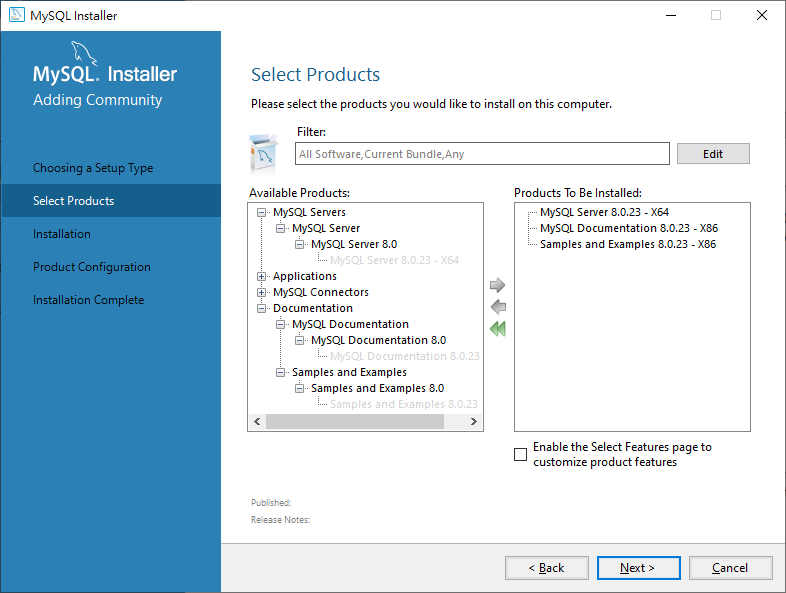 MySQL Installer
MySQL. Installer
Adding Community
Choosing a Setup Type
Select Products
Installation
Product Configuration
Installation Complete
Select Products
Please select the products you would like to install on this computer.
Filter:
All Software,Current Bundle,Any
Edit
Available Products:
MySQL Servers
MySQL Server
MySQL Server 8.0
MySQL Server 8.0.23 - X64
Applications
MySQL Connectors
Documentation
MySQL Documentation
MySQL Documentation 8.0
MySQL Documentation 8.0.23
Samples and Examples
Samples and Examples 8.0
Samples and Examples 8.0.23
Products To Be Installed:
MySQL Server 8.0.23 - X64
MySQL Documentation 8.0.23 - X86
Samples and Examples 8.0.23 - X86
Enable the Select Features page to
customize product features
Published:
Release Notes:
< Back
Next >
Cancel